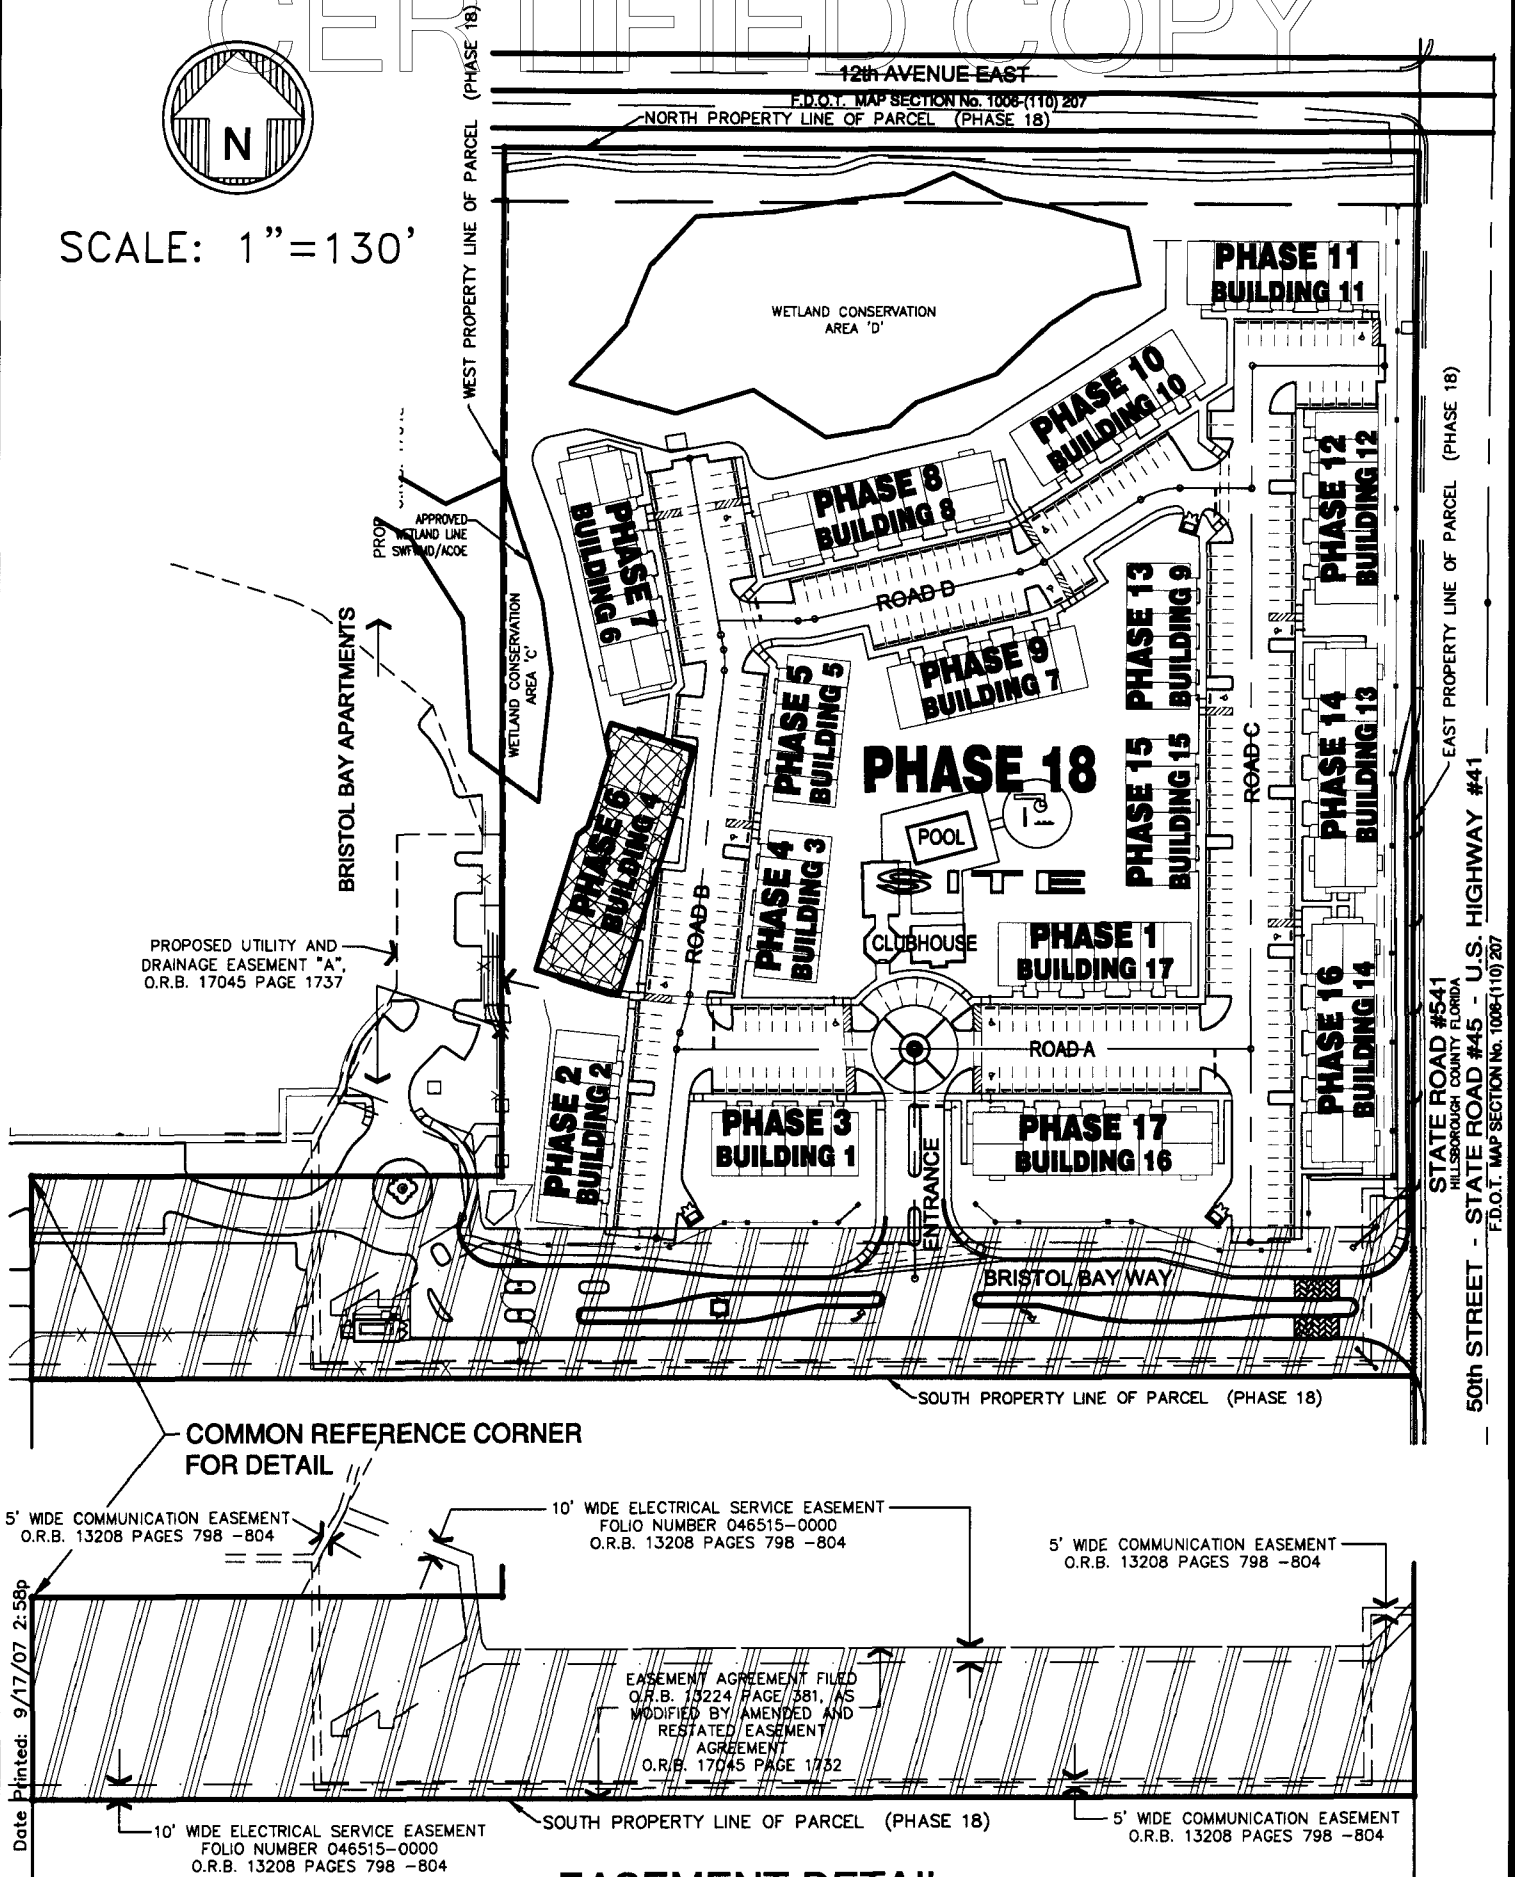 CERTIFIED COPY
12th AVENUE EAST
F.D.O.T. MAP SECTION No. 1006-(110) 207
NORTH PROPERTY LINE OF PARCEL (PHASE 18)
N
SCALE: 1"=130'
WEST PROPERTY LINE OF PARCEL (PHASE 18)
WETLAND CONSERVATION
AREA 'D'
PHASE 11
BUILDING 11
PHASE 10
BUILDING 10
PHASE 12
BUILDING 12
EAST PROPERTY LINE OF PARCEL (PHASE 18)
PHASE 8
BUILDING 8
PHASE 7
BUILDING 6
PROP
APPROVED
WETLAND LINE
SWFWMD/ACOE
WETLAND CONSERVATION
AREA 'C'
BRISTOL BAY APARTMENTS
ROAD D
PHASE 13
BUILDING 9
PHASE 9
BUILDING 7
PHASE 5
BUILDING 5
PHASE 14
BUILDING 13
ROAD C
PHASE 18
PHASE 15
BUILDING 15
PHASE 6
BUILDING 4
POOL
SITE
PHASE 4
BUILDING 3
ROAD B
CLUBHOUSE
PHASE 1
BUILDING 17
PROPOSED UTILITY AND
DRAINAGE EASEMENT "A",
O.R.B. 17045 PAGE 1737
PHASE 16
BUILDING 14
ROAD A
PHASE 2
BUILDING 2
PHASE 3
BUILDING 1
ENTRANCE
PHASE 17
BUILDING 16
STATE ROAD #541
HILLSBOROUGH COUNTY FLORIDA
50th STREET - STATE ROAD #45 - U.S. HIGHWAY #41
F.D.O.T. MAP SECTION No. 1006-(110) 207
BRISTOL BAY WAY
SOUTH PROPERTY LINE OF PARCEL (PHASE 18)
COMMON REFERENCE CORNER
FOR DETAIL
5' WIDE COMMUNICATION EASEMENT
O.R.B. 13208 PAGES 798 -804
10' WIDE ELECTRICAL SERVICE EASEMENT
FOLIO NUMBER 046515-0000
O.R.B. 13208 PAGES 798 -804
5' WIDE COMMUNICATION EASEMENT
O.R.B. 13208 PAGES 798 -804
EASEMENT AGREEMENT FILED
O.R.B. 13224 PAGE 381, AS
MODIFIED BY AMENDED AND
RESTATED EASEMENT
AGREEMENT
O.R.B. 17045 PAGE 1732
Date Printed: 9/17/07 2:58p
10' WIDE ELECTRICAL SERVICE EASEMENT
FOLIO NUMBER 046515-0000
O.R.B. 13208 PAGES 798 -804
SOUTH PROPERTY LINE OF PARCEL (PHASE 18)
5' WIDE COMMUNICATION EASEMENT
O.R.B. 13208 PAGES 798 -804
EASEMENT DETAIL